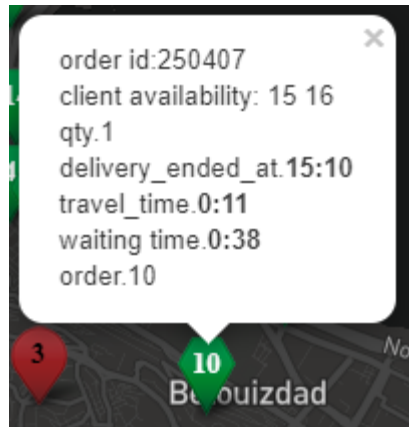 ×
order id:250407
client availability: 15 16
qty.1
delivery_ended_at.15:10
travel_time.0:11
waiting time.0:38
order.10
3
10
No